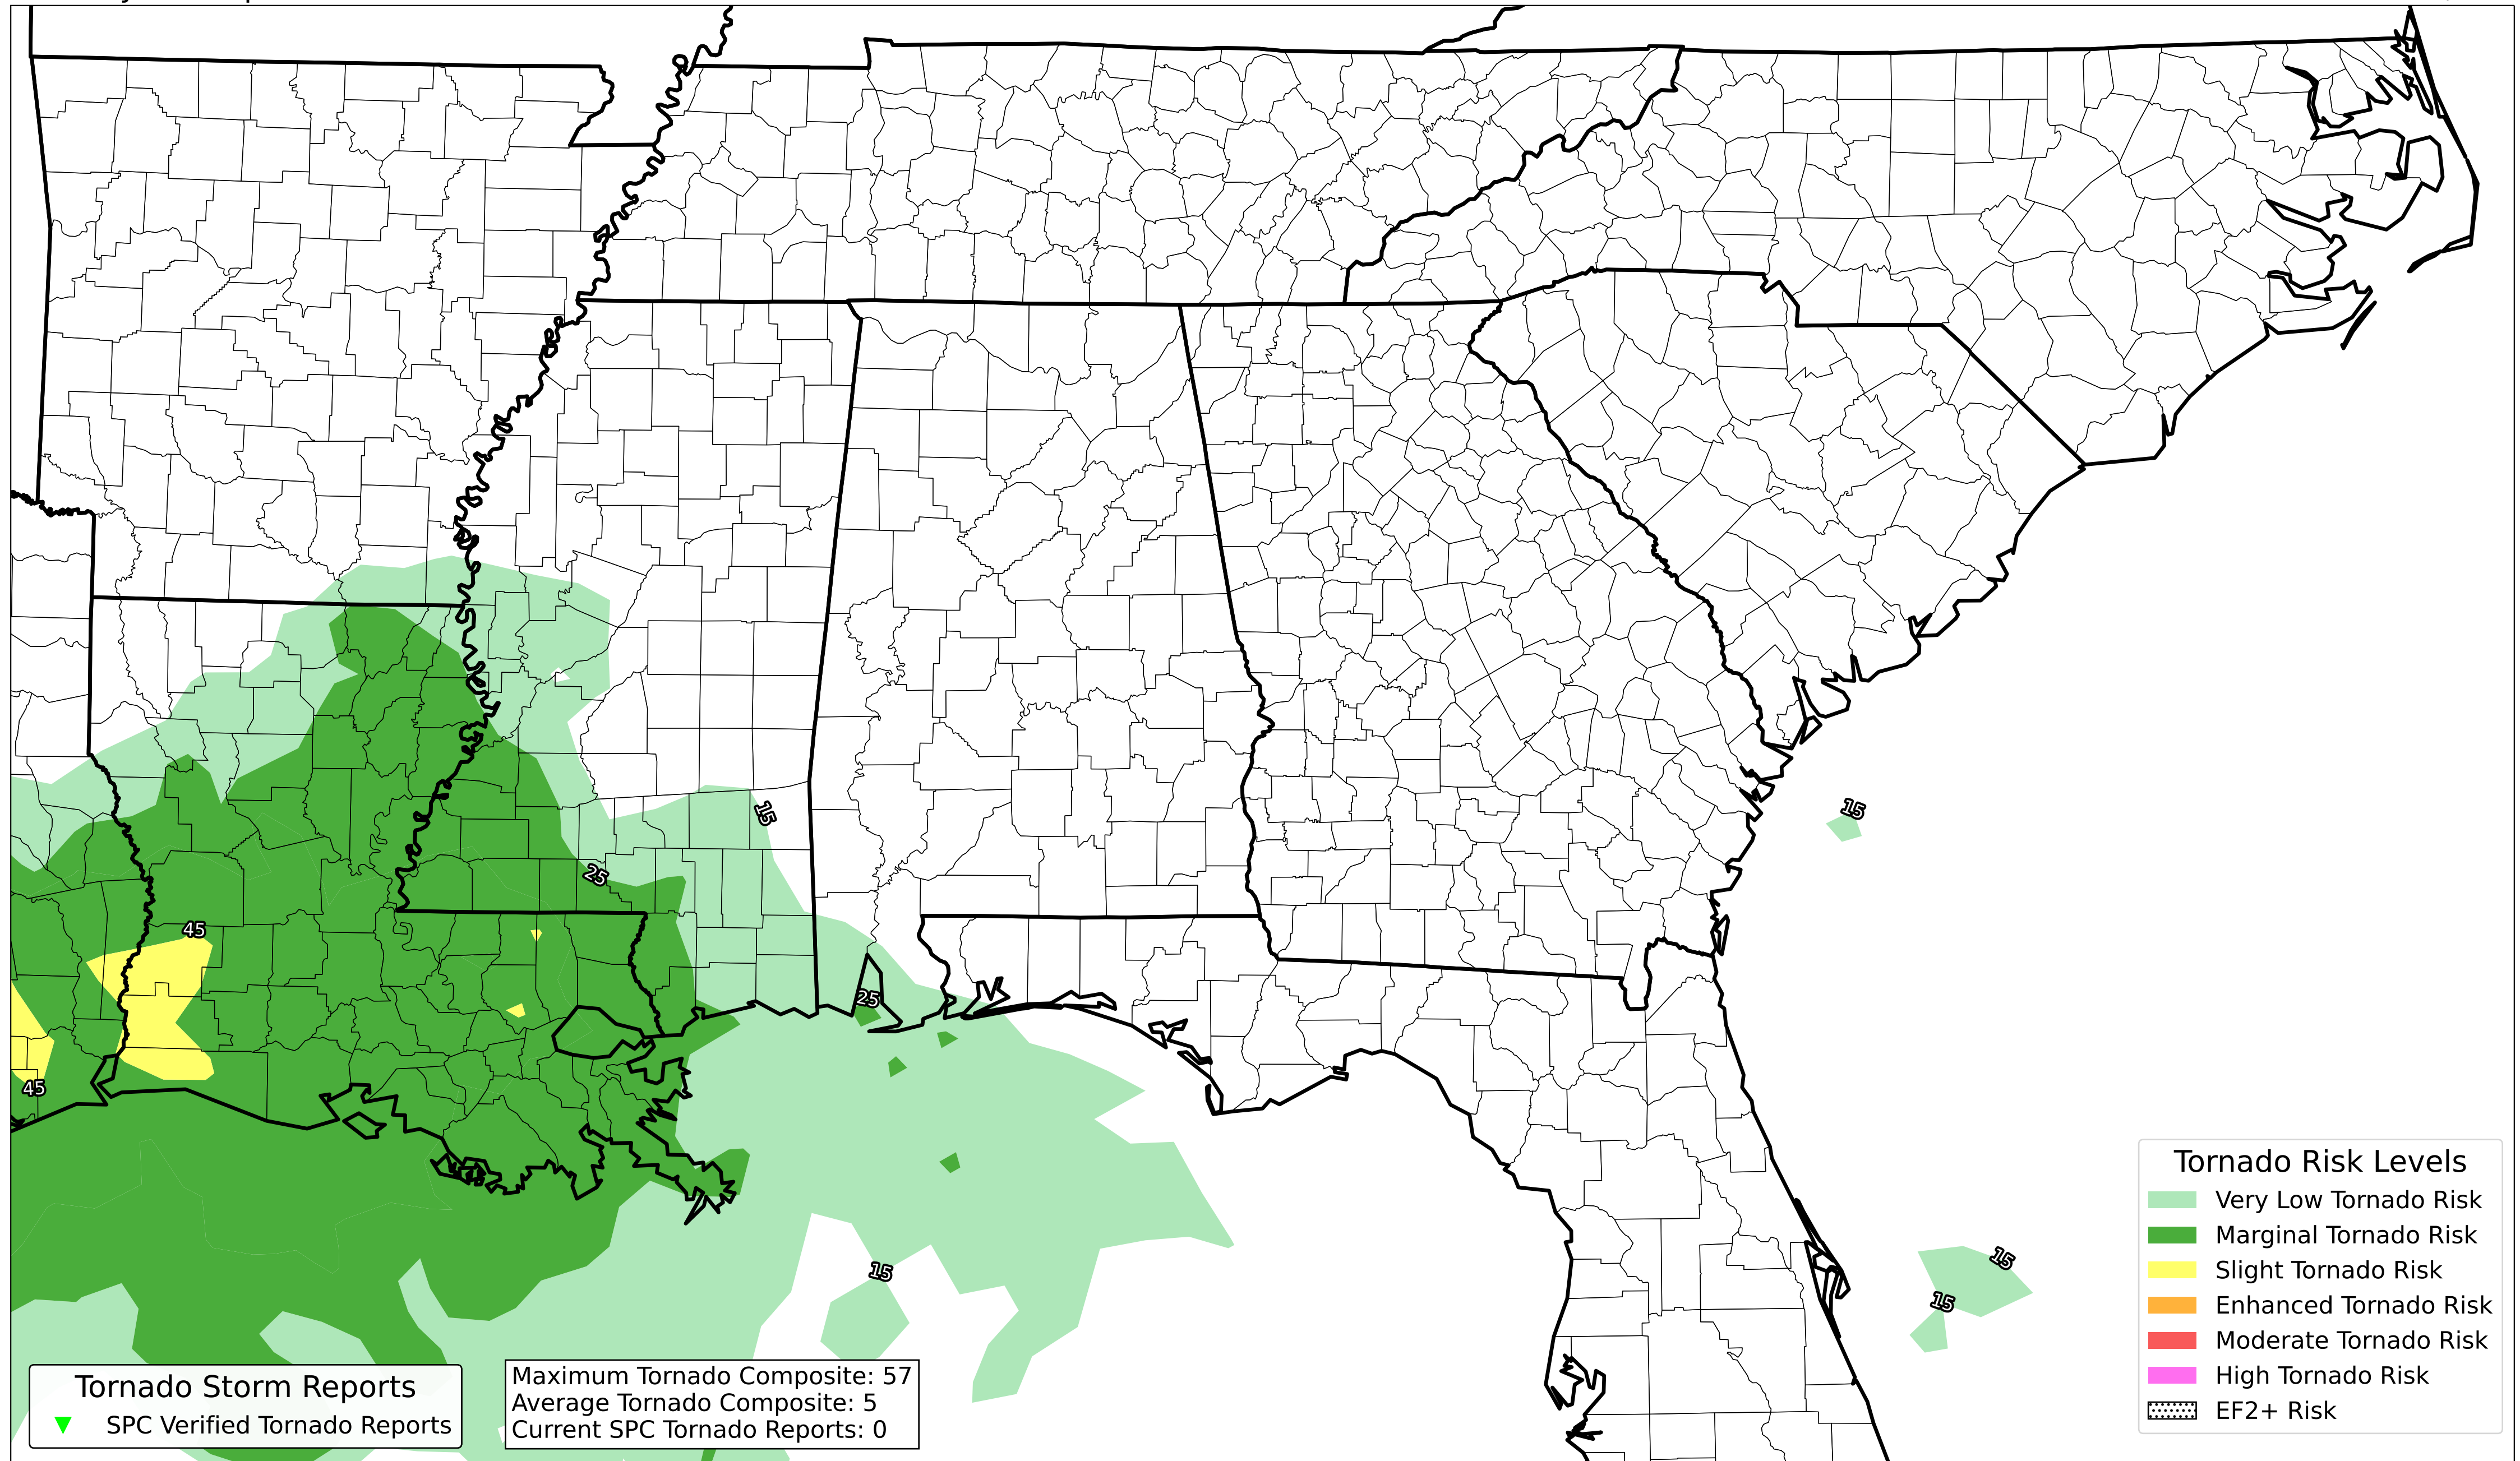 15
15
25
45
25
45
15
15
15
Tornado Risk Levels
Very Low Tornado Risk
Marginal Tornado Risk
Slight Tornado Risk
Enhanced Tornado Risk
Moderate Tornado Risk
High Tornado Risk
EF2+ Risk
Tornado Storm Reports
SPC Verified Tornado Reports
Maximum Tornado Composite: 57
Average Tornado Composite: 5
Current SPC Tornado Reports: 0